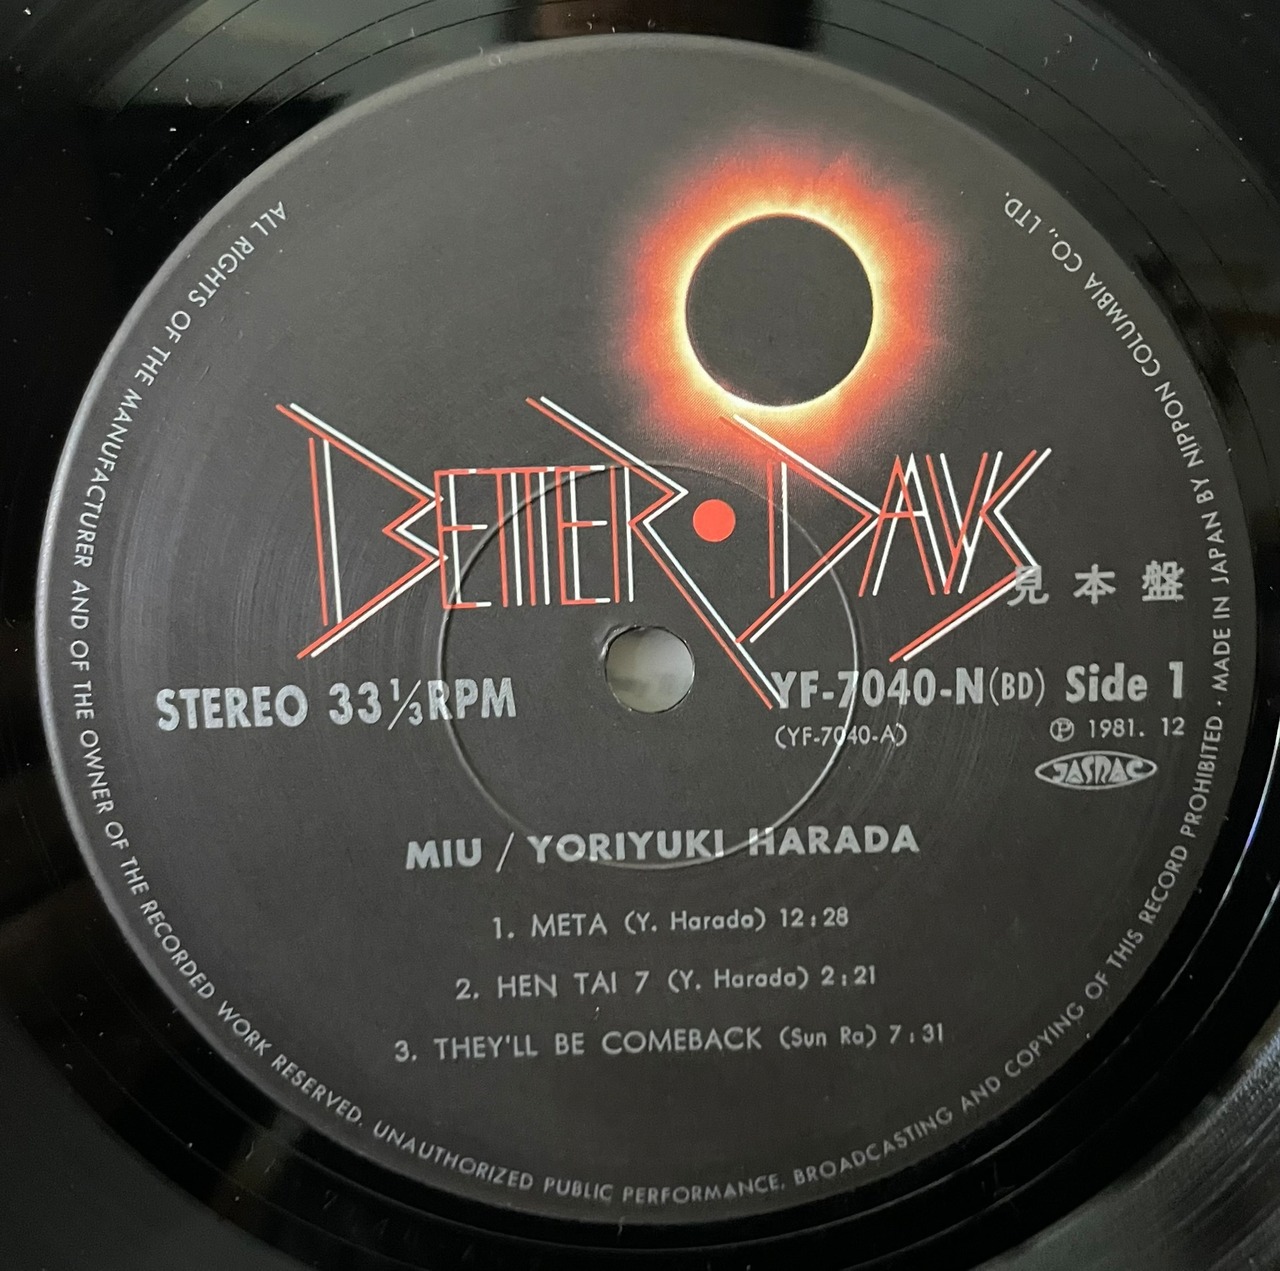 BETTER • DAYS
見本盤
STEREO 33⅓RPM
YF-7040-N(BD) Side 1
(YF-7040-A)
Ⓟ 1981. 12
JASRAC
MIU / YORIYUKI HARADA
1. META (Y. Harada) 12:28
2. HEN TAI 7 (Y. Harada) 2:21
3. THEY'LL BE COMEBACK (Sun Ra) 7:31
ALL RIGHTS OF THE MANUFACTURER AND OF THE OWNER OF THE RECORDED WORK RESERVED. UNAUTHORIZED PUBLIC PERFORMANCE. BROADCASTING AND COPYING OF THIS RECORD PROHIBITED · MADE IN JAPAN BY NIPPON COLUMBIA CO., LTD.